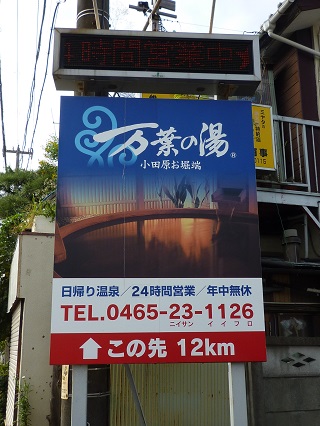 時間営業中
万葉の湯®
小田原お堀端
日帰り温泉／24時間営業／年中無休
TEL.0465-23-1126
ニイサン イイフロ
⬆この先 12km